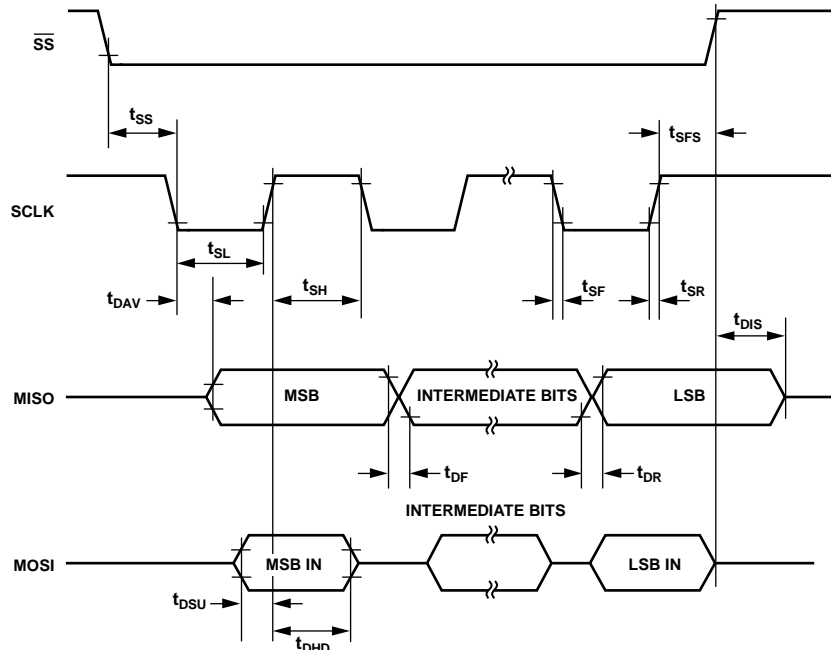 SS
tSS
tSFS
SCLK
tSL
tSH
tSF
tSR
tDAV
tDIS
MISO
MSB
INTERMEDIATE BITS
LSB
tDF
tDR
INTERMEDIATE BITS
MOSI
MSB IN
LSB IN
tDSU
tDHD